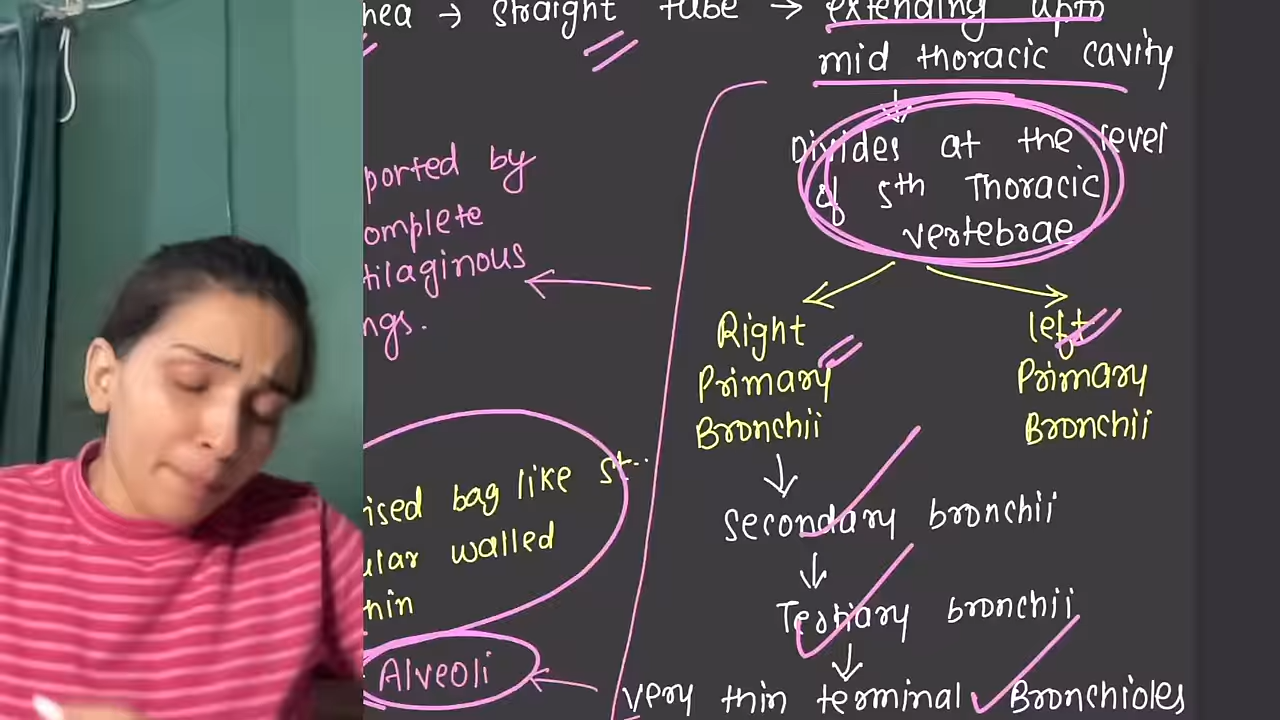 hea → straight tube → extending upto
mid thoracic cavity
Divides at the level
of 5th Thoracic
vertebrae
ported by
omplete
tilaginous
ngs.
Right
Primary
Bronchii
left
Primary
Bronchii
secondary bronchii
Tertiary bronchii
very thin terminal Bronchioles
ised bag like st..
ular walled
hin
Alveoli